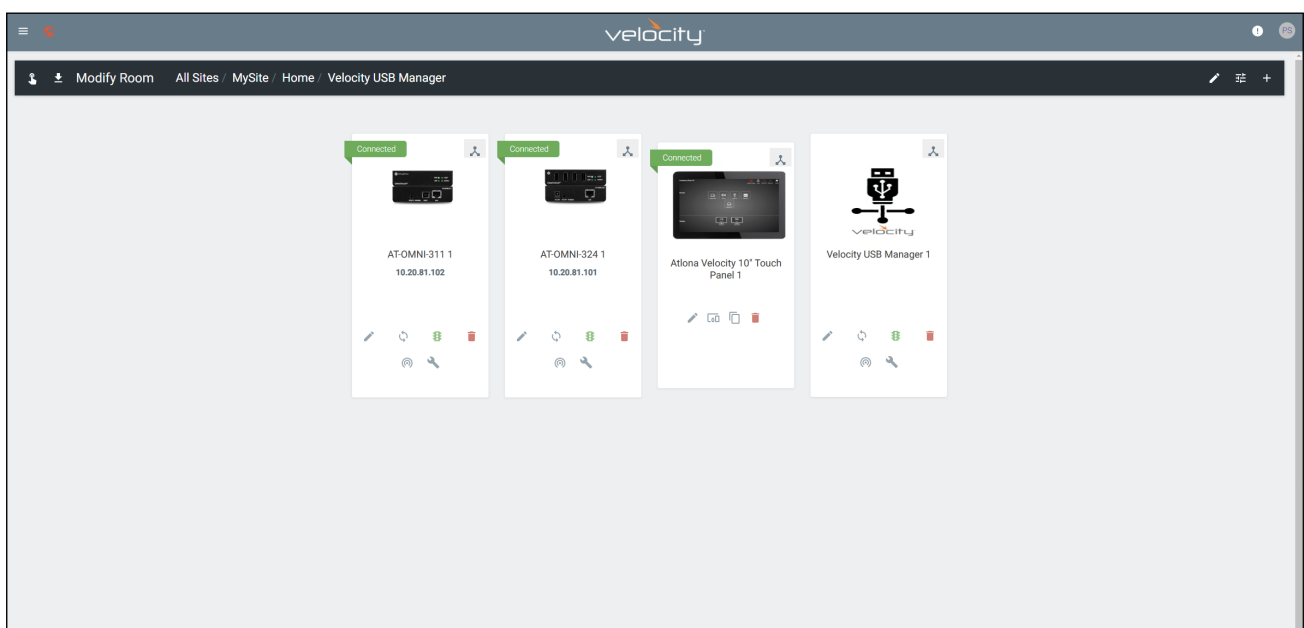 velocity
PS
Modify Room All Sites / MySite / Home / Velocity USB Manager
Connected
AT-OMNI-311 1
10.20.81.102
Connected
AT-OMNI-324 1
10.20.81.101
Connected
Atlona Velocity 10" Touch
Panel 1
velocity
Velocity USB Manager 1